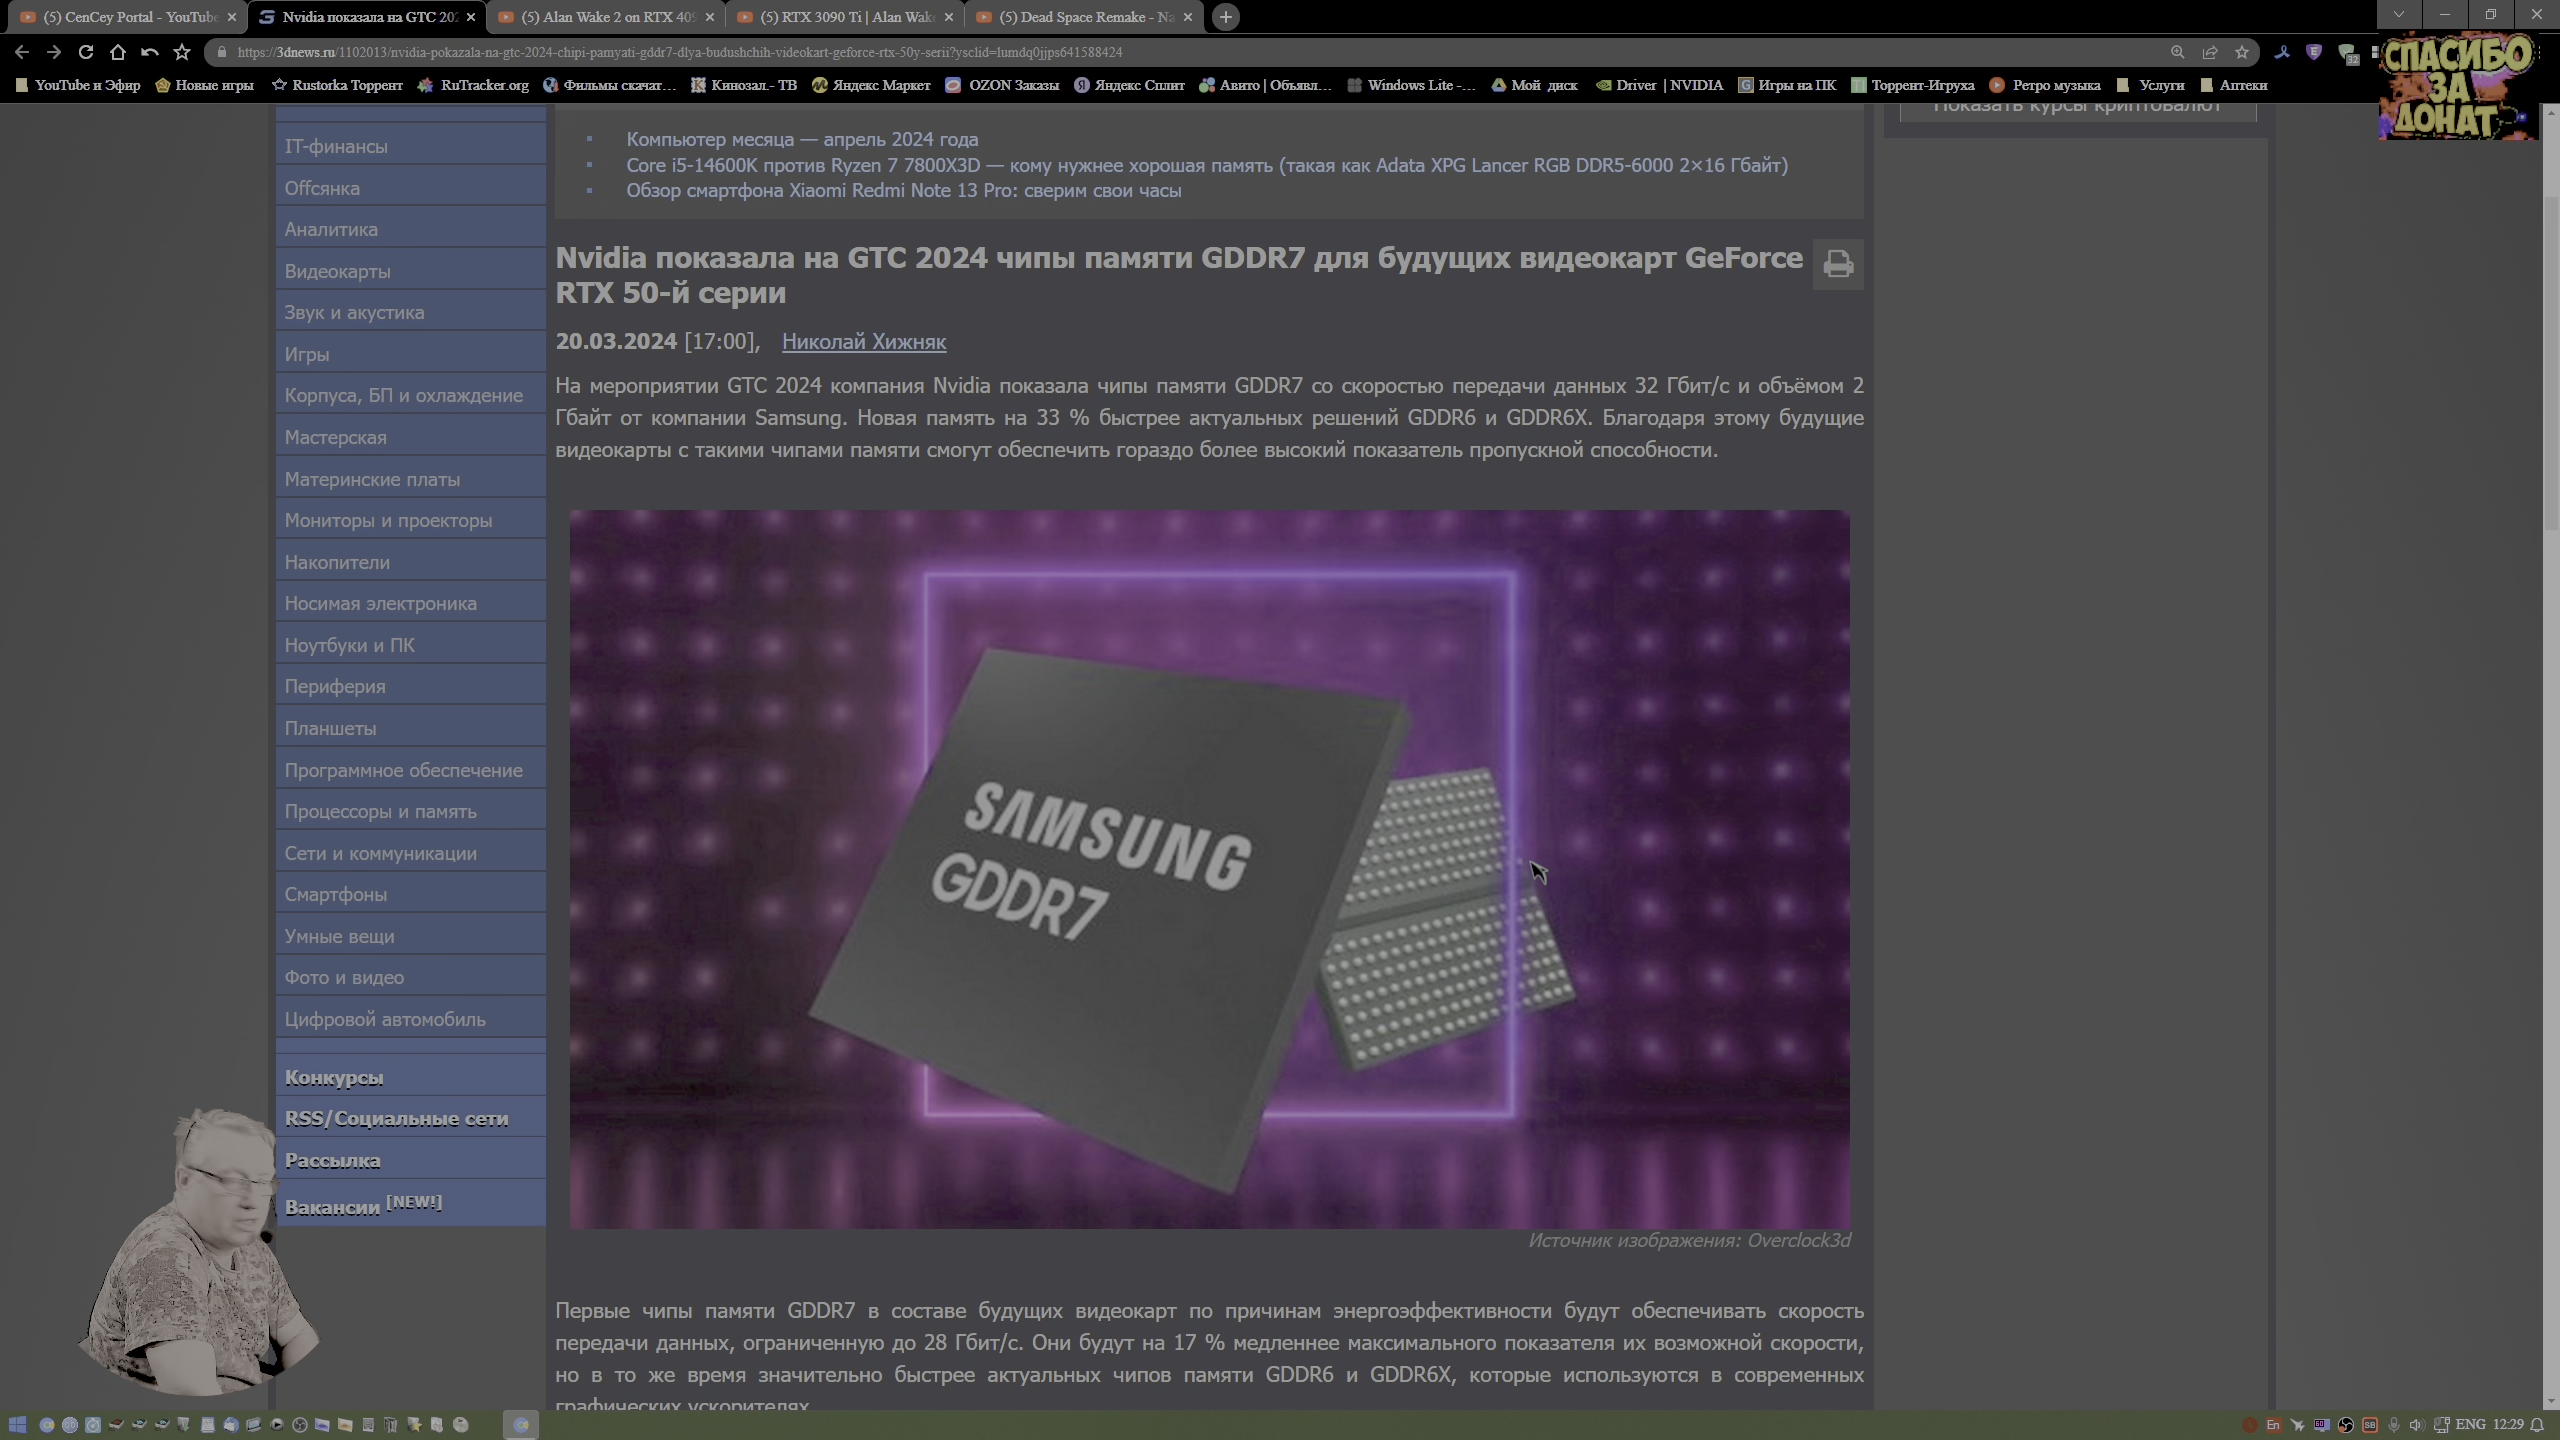 (5) CenCey Portal - YouTube
Nvidia показала на GTC 202
(5) Alan Wake 2 on RTX 409
(5) RTX 3090 Ti | Alan Wake
(5) Dead Space Remake - Na
https://3dnews.ru/1102013/nvidia-pokazala-na-gtc-2024-chipi-pamyati-gddr7-dlya-budushchih-videokart-geforce-rtx-50y-serii?ysclid=lumdq0jjps641588424
YouTube и Эфир Новые игры Rustorka Торрент RuTracker.org Фильмы скачат… Кинозал.- ТВ Яндекс Маркет OZON Заказы Яндекс Сплит Авито | Объявл… Windows Lite -… Мой диск Driver | NVIDIA Игры на ПК Торрент-Игруха Ретро музыка Услуги Аптеки
СПАСИБО
ЗА
ДОНАТ
Показать курсы криптовалют
IT-финансы
Offсянка
Аналитика
Видеокарты
Звук и акустика
Игры
Корпуса, БП и охлаждение
Мастерская
Материнские платы
Мониторы и проекторы
Накопители
Носимая электроника
Ноутбуки и ПК
Периферия
Планшеты
Программное обеспечение
Процессоры и память
Сети и коммуникации
Смартфоны
Умные вещи
Фото и видео
Цифровой автомобиль
Конкурсы
RSS/Социальные сети
Рассылка
Вакансии [NEW!]
Компьютер месяца — апрель 2024 года
Core i5-14600K против Ryzen 7 7800X3D — кому нужнее хорошая память (такая как Adata XPG Lancer RGB DDR5-6000 2×16 Гбайт)
Обзор смартфона Xiaomi Redmi Note 13 Pro: сверим свои часы
Nvidia показала на GTC 2024 чипы памяти GDDR7 для будущих видеокарт GeForce
RTX 50-й серии
20.03.2024 [17:00], Николай Хижняк
На мероприятии GTC 2024 компания Nvidia показала чипы памяти GDDR7 со скоростью передачи данных 32 Гбит/с и объёмом 2
Гбайт от компании Samsung. Новая память на 33 % быстрее актуальных решений GDDR6 и GDDR6X. Благодаря этому будущие
видеокарты с такими чипами памяти смогут обеспечить гораздо более высокий показатель пропускной способности.
SAMSUNG
GDDR7
Источник изображения: Overclock3d
Первые чипы памяти GDDR7 в составе будущих видеокарт по причинам энергоэффективности будут обеспечивать скорость
передачи данных, ограниченную до 28 Гбит/с. Они будут на 17 % медленнее максимального показателя их возможной скорости,
но в то же время значительно быстрее актуальных чипов памяти GDDR6 и GDDR6X, которые используются в современных
графических ускорителях.
ENG 12:29